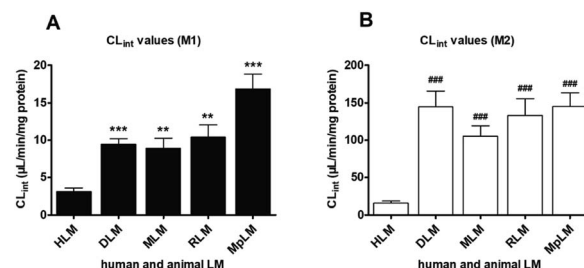 A
CLint values (M1)
CLint (µL/min/mg protein)
20
15
10
5
0
***
**
**
***
HLM
DLM
MLM
RLM
MpLM
human and animal LM
B
CLint values (M2)
CLint (µL/min/mg protein)
200
150
100
50
0
###
###
###
###
HLM
DLM
MLM
RLM
MpLM
human and animal LM